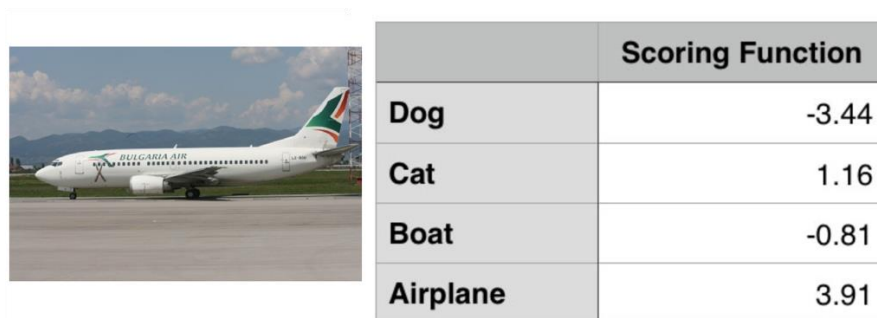 BULGARIA AIR
Scoring Function
Dog -3.44
Cat 1.16
Boat -0.81
Airplane 3.91